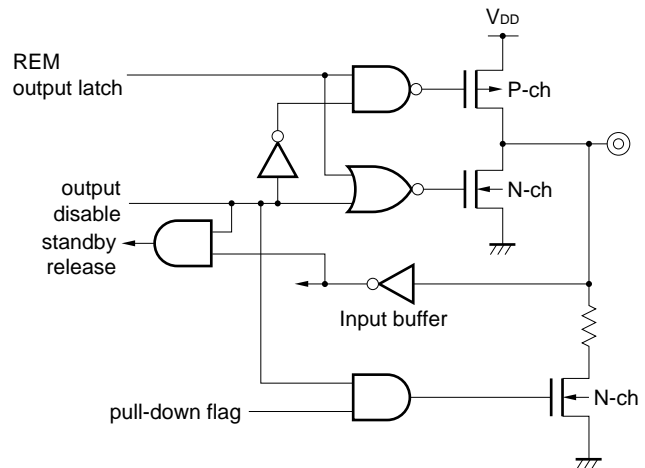 VDD
REM
output latch
P-ch
output
disable
N-ch
standby
release
Input buffer
N-ch
pull-down flag